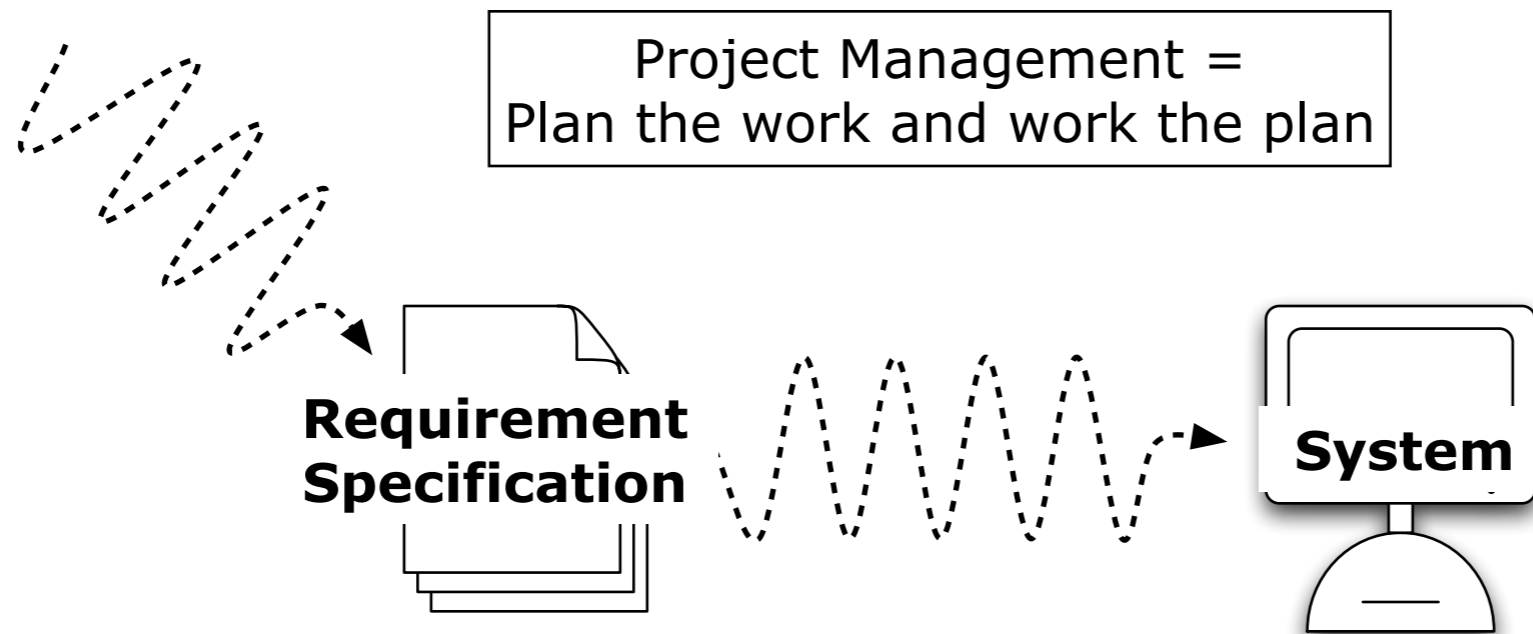 Project Management =
Plan the work and work the plan
Requirement
Specification
System